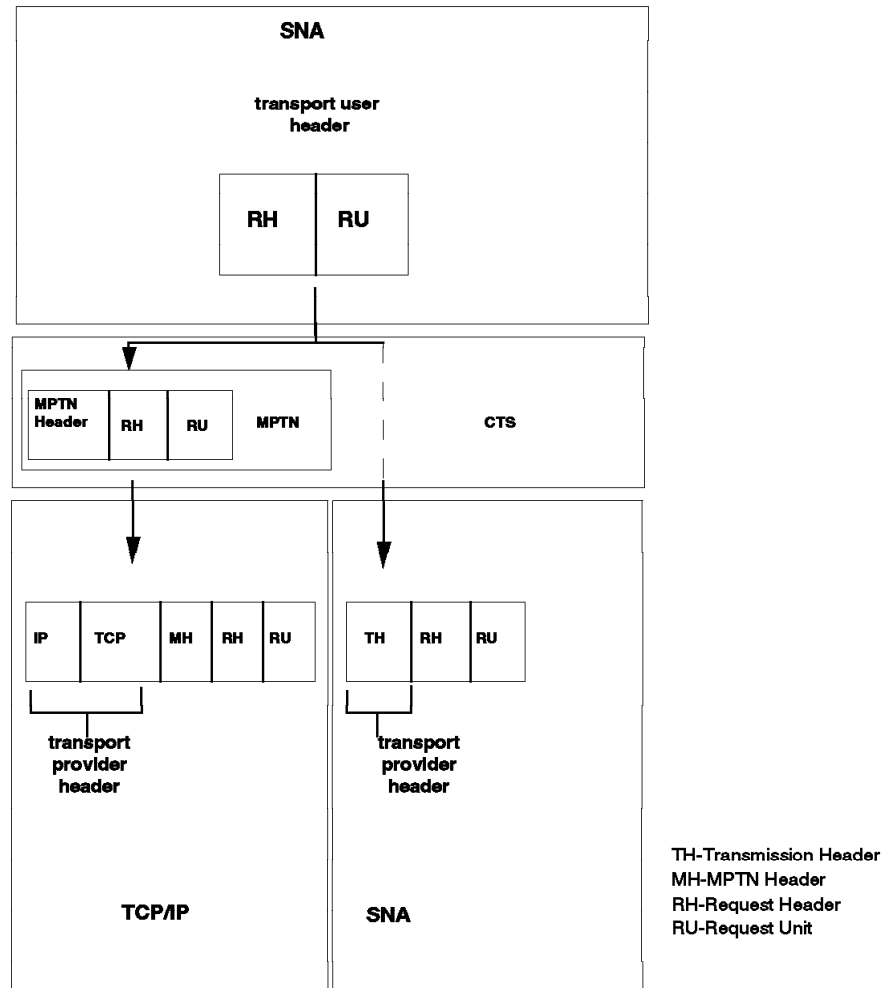 SNA
transport user
header
RH RU
MPTN
Header RH RU MPTN CTS
IP TCP MH RH RU TH RH RU
transport
provider
header
transport
provider
header
TCP/IP SNA
TH-Transmission Header
MH-MPTN Header
RH-Request Header
RU-Request Unit